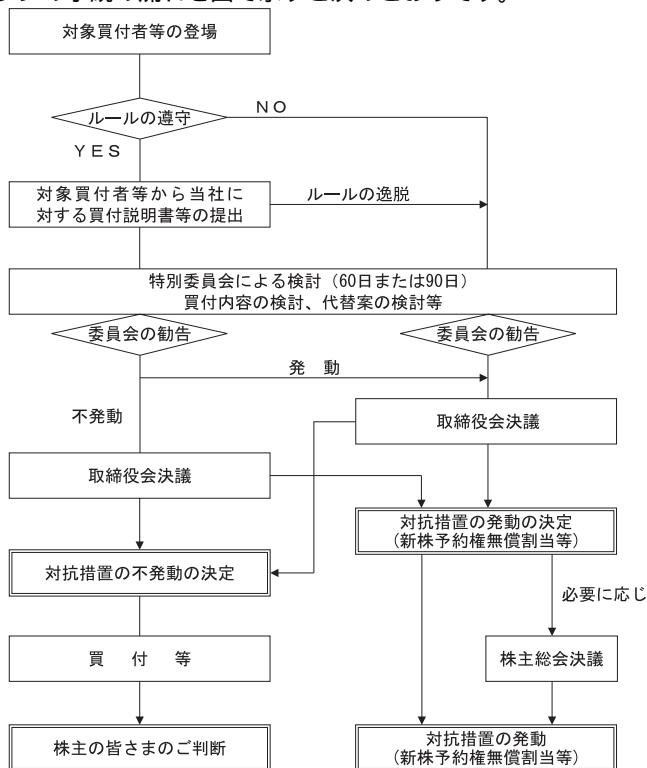 対象買付者等の登場
ルールの遵守
NO
YES
対象買付者等から当社に
対する買付説明書等の提出
ルールの逸脱
特別委員会による検討（60日または90日）
買付内容の検討、代替案の検討等
委員会の勧告
委員会の勧告
発 動
不発動
取締役会決議
取締役会決議
対抗措置の発動の決定
（新株予約権無償割当等）
対抗措置の不発動の決定
必要に応じ
買 付 等
株主総会決議
株主の皆さまのご判断
対抗措置の発動
（新株予約権無償割当等）